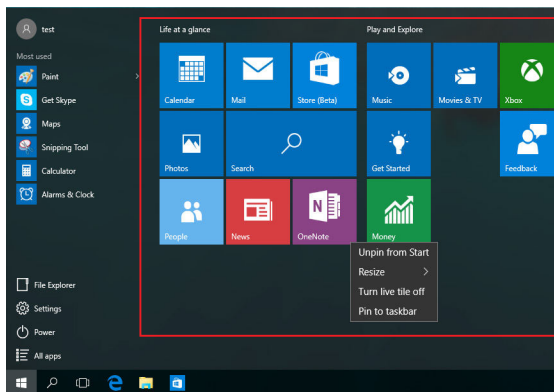 test
Most used
Paint
Get Skype
Maps
Snipping Tool
Calculator
Alarms & Clock
File Explorer
Settings
Power
All apps
Life at a glance
Calendar
Mail
Store (Beta)
Photos
Search
People
News
OneNote
Play and Explore
Music
Movies & TV
Xbox
Get Started
Feedback
Money
Unpin from Start
Resize
Turn live tile off
Pin to taskbar